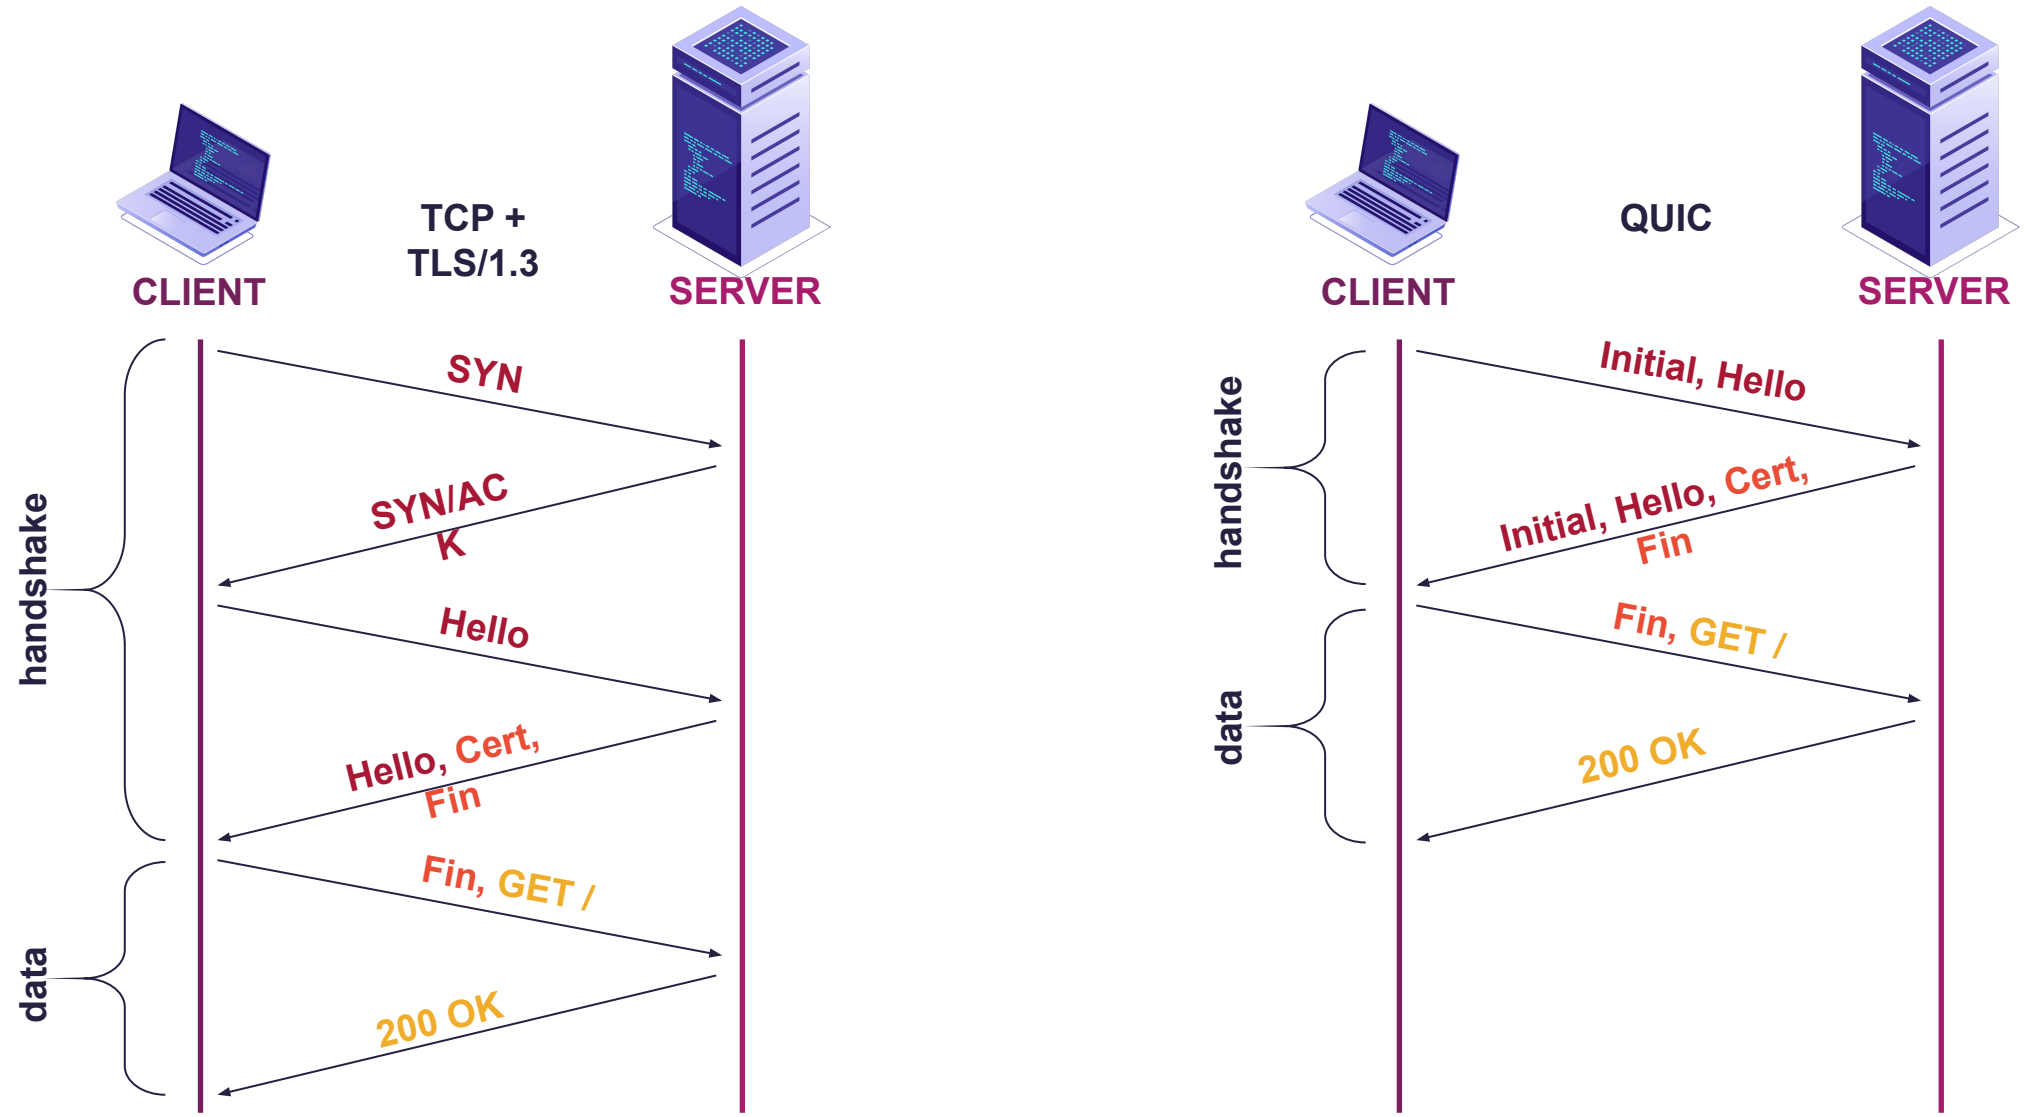 TCP +
TLS/1.3
CLIENT
SERVER
handshake
SYN
SYN/AC
K
Hello
Hello, Cert,
Fin
data
Fin, GET /
200 OK
QUIC
CLIENT
SERVER
handshake
Initial, Hello
Initial, Hello, Cert,
Fin
data
Fin, GET /
200 OK